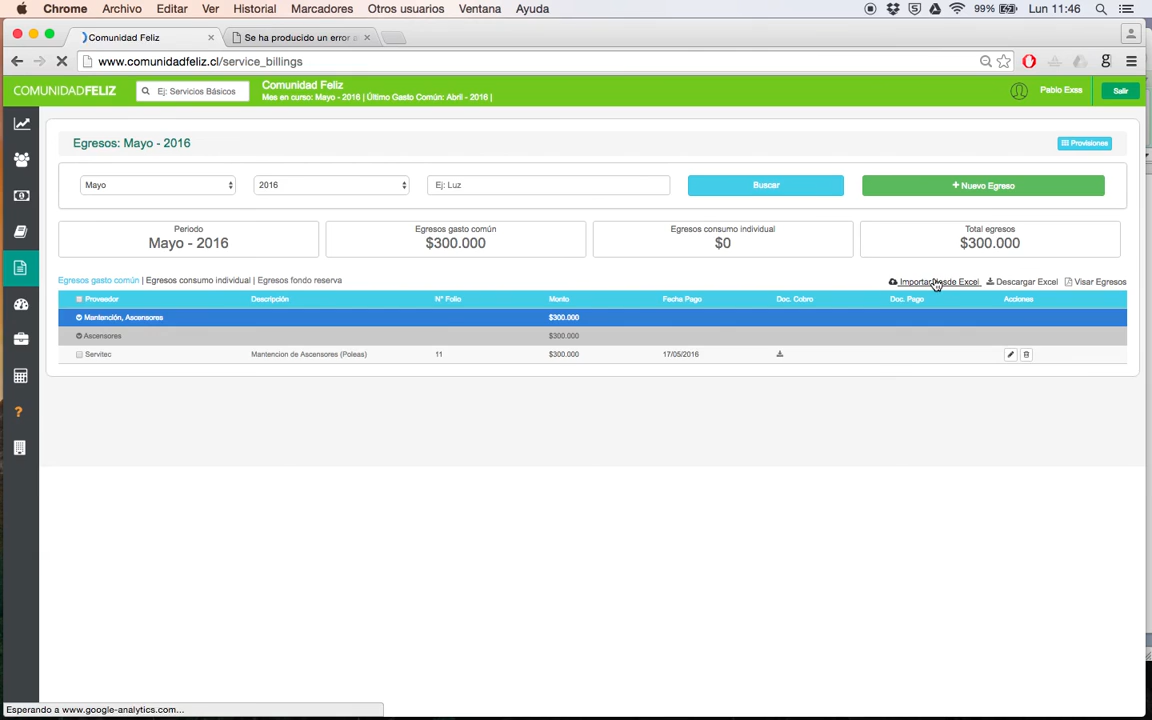 Chrome Archivo Editar Ver Historial Marcadores Otros usuarios Ventana Ayuda 99% Lun 11:46
Comunidad Feliz × Se ha producido un error ×
www.comunidadfeliz.cl/service_billings
COMUNIDADFELIZ Ej: Servicios Básicos Comunidad Feliz Pablo Exss Salir
Mes en curso: Mayo - 2016 | Último Gasto Común: Abril - 2016 |
Egresos: Mayo - 2016 Provisiones
Mayo 2016 Ej: Luz Buscar + Nuevo Egreso
Periodo Egresos gasto común Egresos consumo individual Total egresos
Mayo - 2016 $300.000 $0 $300.000
Egresos gasto común | Egresos consumo individual | Egresos fondo reserva Importar desde Excel Descargar Excel Visar Egresos
Proveedor Descripción N° Folio Monto Fecha Pago Doc. Cobro Doc. Pago Acciones
Mantención, Ascensores $300.000
Ascensores $300.000
Servitec Mantencion de Ascensores (Poleas) 11 $300.000 17/05/2016
?
Esperando a www.google-analytics.com...